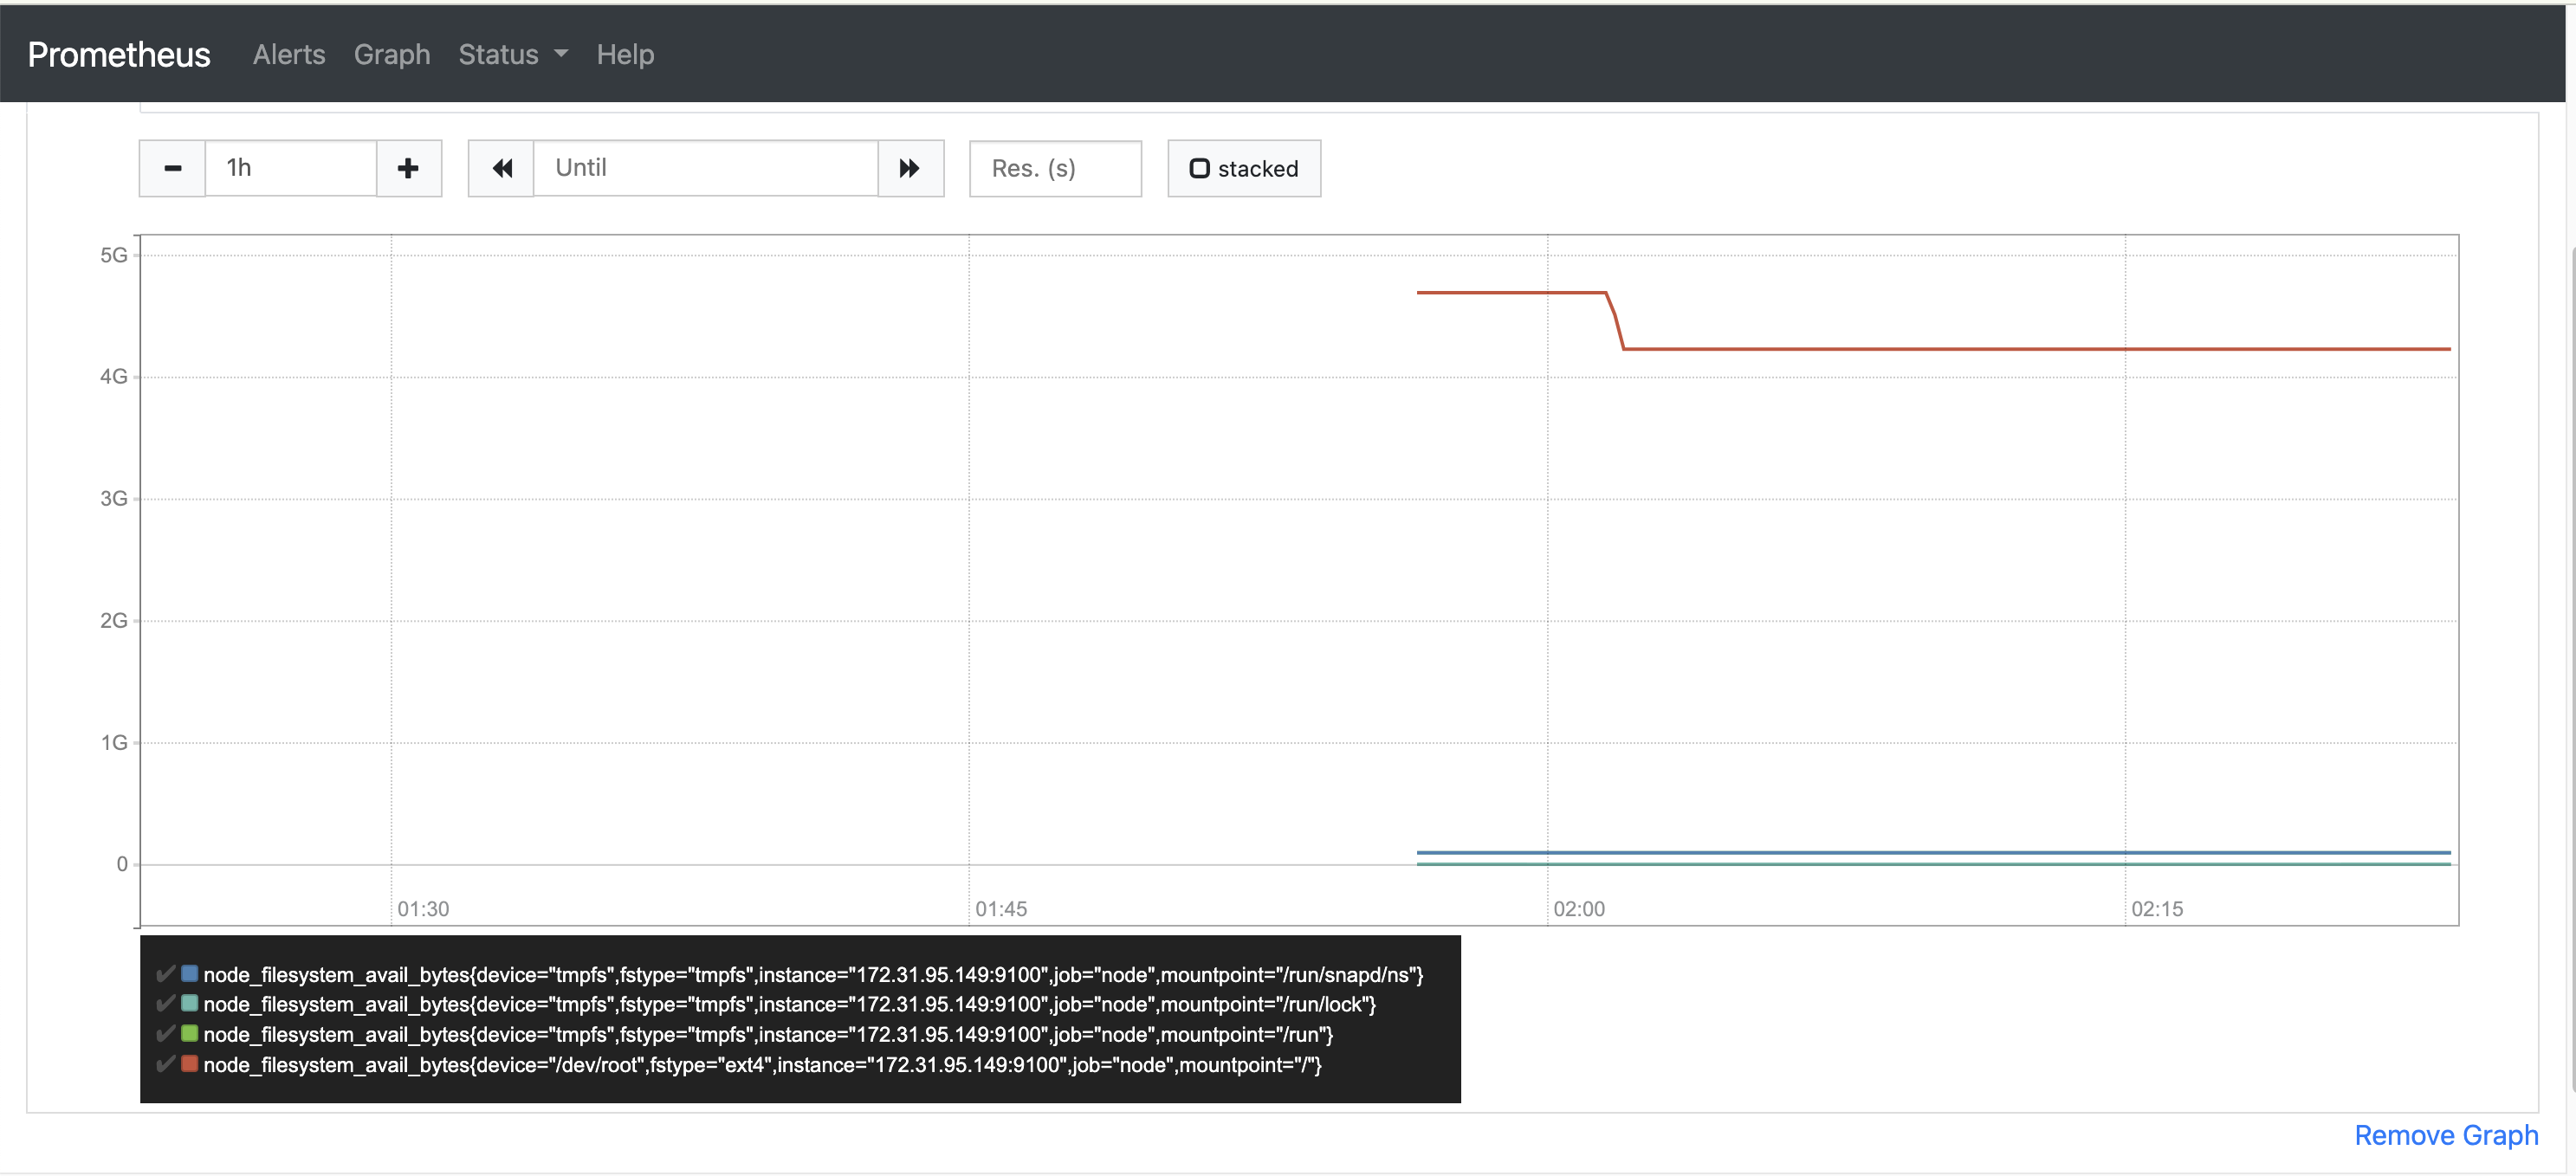 Prometheus Alerts Graph Status Help
1h Until Res. (s) stacked
5G
4G
3G
2G
1G
0
01:30 01:45 02:00 02:15
node_filesystem_avail_bytes{device="tmpfs",fstype="tmpfs",instance="172.31.95.149:9100",job="node",mountpoint="/run/snapd/ns"}
node_filesystem_avail_bytes{device="tmpfs",fstype="tmpfs",instance="172.31.95.149:9100",job="node",mountpoint="/run/lock"}
node_filesystem_avail_bytes{device="tmpfs",fstype="tmpfs",instance="172.31.95.149:9100",job="node",mountpoint="/run"}
node_filesystem_avail_bytes{device="/dev/root",fstype="ext4",instance="172.31.95.149:9100",job="node",mountpoint="/"}
Remove Graph